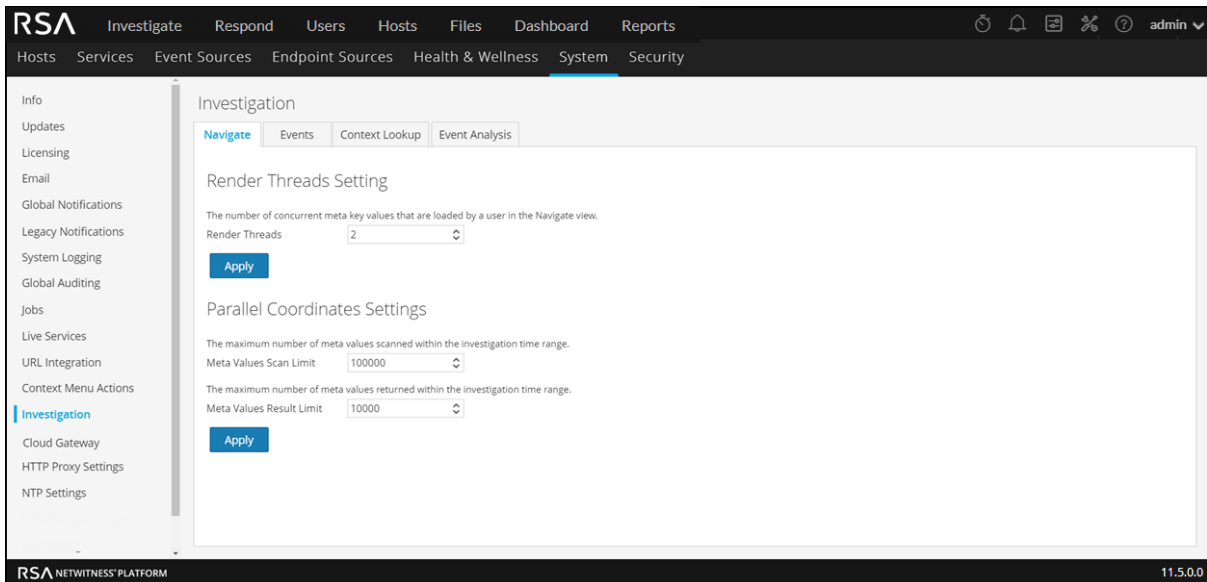 RSA Investigate Respond Users Hosts Files Dashboard Reports admin
Hosts Services Event Sources Endpoint Sources Health & Wellness System Security
Info
Updates
Licensing
Email
Global Notifications
Legacy Notifications
System Logging
Global Auditing
Jobs
Live Services
URL Integration
Context Menu Actions
Investigation
Cloud Gateway
HTTP Proxy Settings
NTP Settings
Investigation
Navigate Events Context Lookup Event Analysis
Render Threads Setting
The number of concurrent meta key values that are loaded by a user in the Navigate view.
Render Threads 2
Apply
Parallel Coordinates Settings
The maximum number of meta values scanned within the investigation time range.
Meta Values Scan Limit 100000
The maximum number of meta values returned within the investigation time range.
Meta Values Result Limit 10000
Apply
RSA NETWITNESS® PLATFORM 11.5.0.0